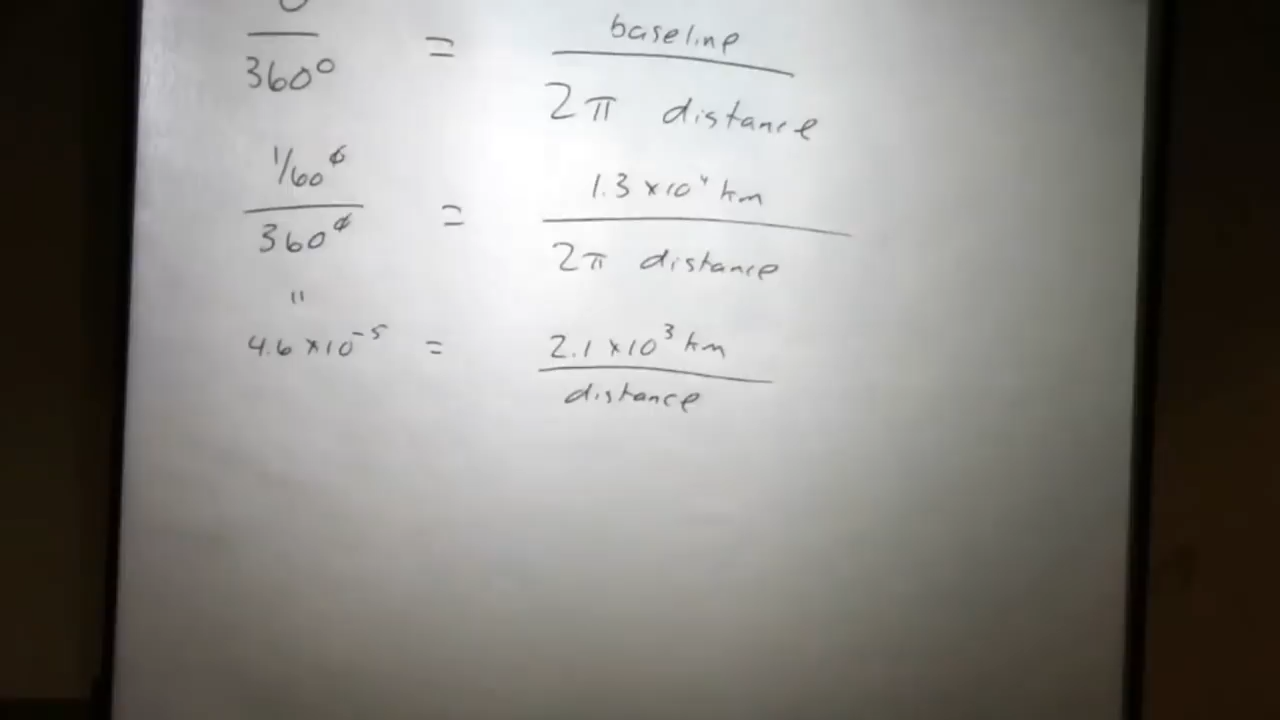 360° = baseline / 2π distance
1/60° / 360° = 1.3 × 10⁴ km / 2π distance
"
4.6 × 10⁻⁵ = 2.1 × 10³ km / distance